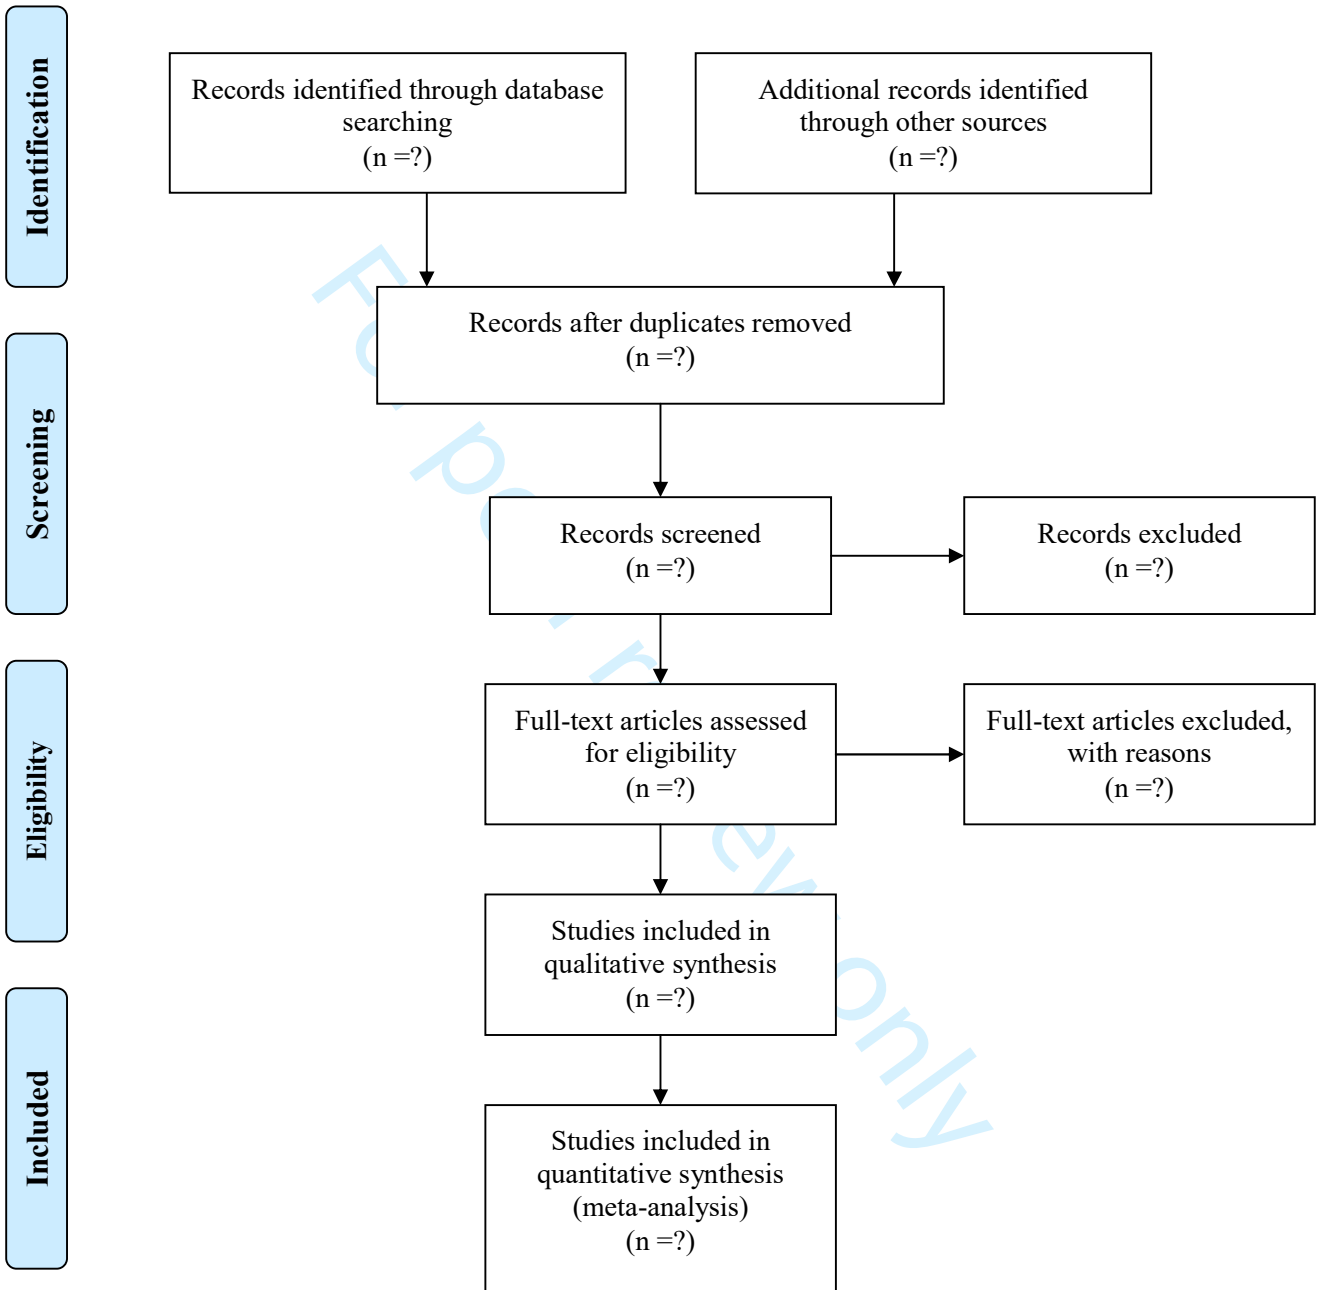 Identification
Records identified through database
searching
(n =?)
Additional records identified
through other sources
(n =?)
Records after duplicates removed
(n =?)
Screening
Records screened
(n =?)
Records excluded
(n =?)
Eligibility
Full-text articles assessed
for eligibility
(n =?)
Full-text articles excluded,
with reasons
(n =?)
Studies included in
qualitative synthesis
(n =?)
Included
Studies included in
quantitative synthesis
(meta-analysis)
(n =?)
only